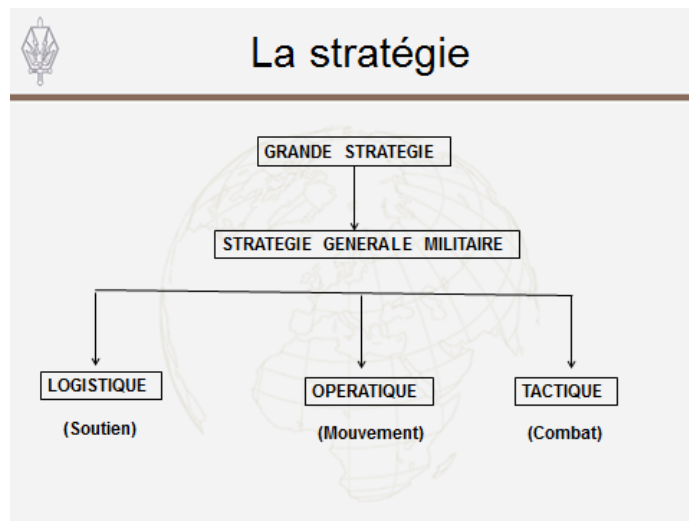 La stratégie
GRANDE STRATEGIE
STRATEGIE GENERALE MILITAIRE
LOGISTIQUE
OPERATIQUE
TACTIQUE
(Soutien)
(Mouvement)
(Combat)